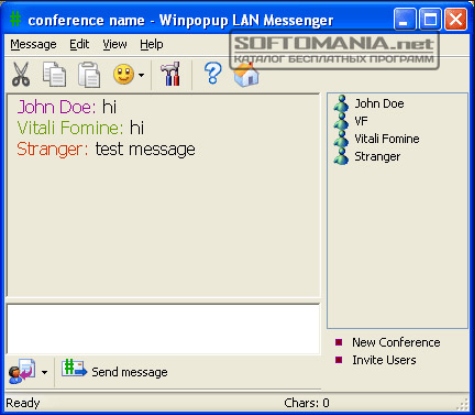 conference name - Winpopup LAN Messenger
Message Edit View Help
SOFTOMANIA.net
КАТАЛОГ БЕСПЛАТНЫХ ПРОГРАММ
John Doe: hi
Vitali Fomine: hi
Stranger: test message
John Doe
VF
Vitali Fomine
Stranger
New Conference
Invite Users
Send message
Ready Chars: 0